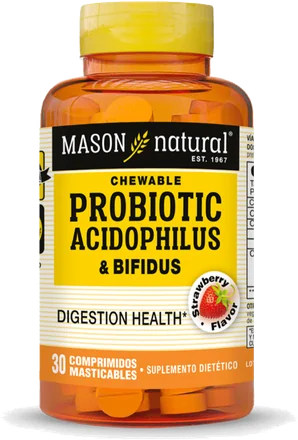 MASON natural®
EST. 1967
CHEWABLE
PROBIOTIC
ACIDOPHILUS
& BIFIDUS
Strawberry
Flavor
DIGESTION HEALTH*
30 COMPRIMIDOS
MASTICABLES • SUPLEMENTO DIETÉTICO